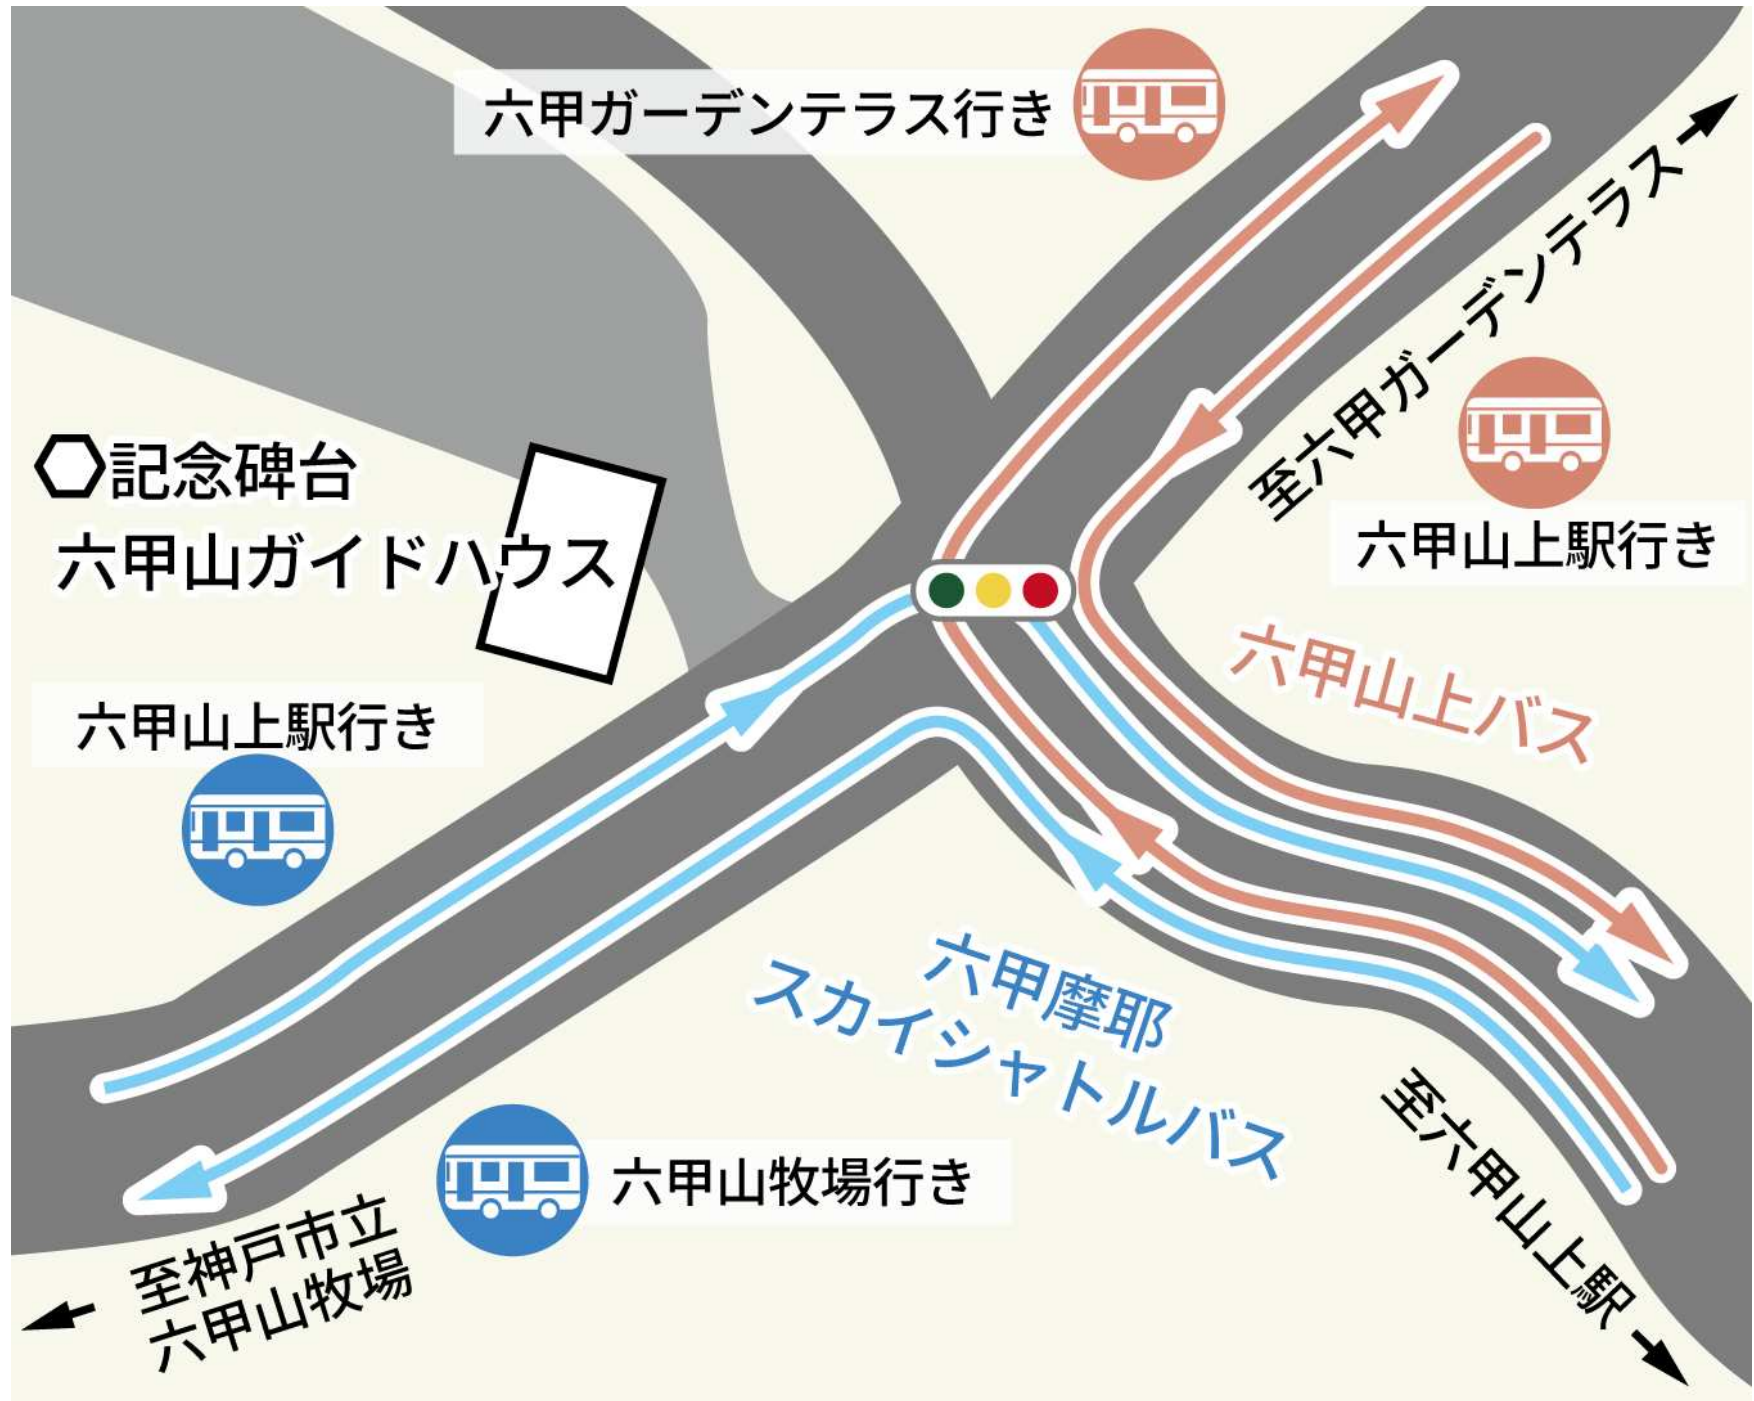 六甲ガーデンテラス行き
至六甲ガーデンテラス
記念碑台
六甲山ガイドハウス
六甲山上駅行き
六甲山上バス
六甲山上駅行き
六甲摩耶
スカイシャトルバス
六甲山牧場行き
至六甲山上駅
至神戸市立
六甲山牧場